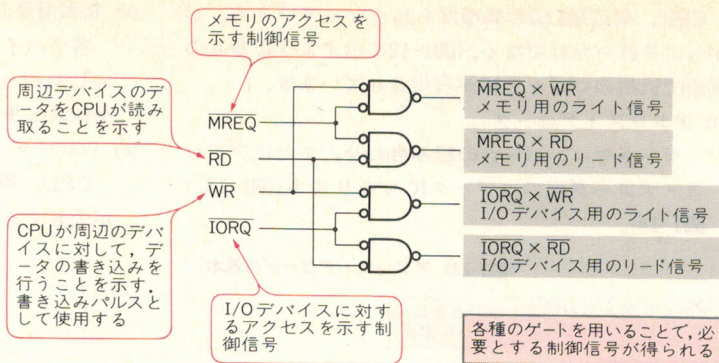 メモリのアクセスを
示す制御信号
周辺デバイスのデ
ータをCPUが読み
取ることを示す
MREQ
RD
WR
IORQ
CPUが周辺のデバ
イスに対して，デ
ータの書き込みを
行うことを示す．
書き込みパルスと
して使用する
I/Oデバイスに対す
るアクセスを示す制
御信号
MREQ × WR
メモリ用のライト信号
MREQ × RD
メモリ用のリード信号
IORQ × WR
I/Oデバイス用のライト信号
IORQ × RD
I/Oデバイス用のリード信号
各種のゲートを用いることで，必
要とする制御信号が得られる